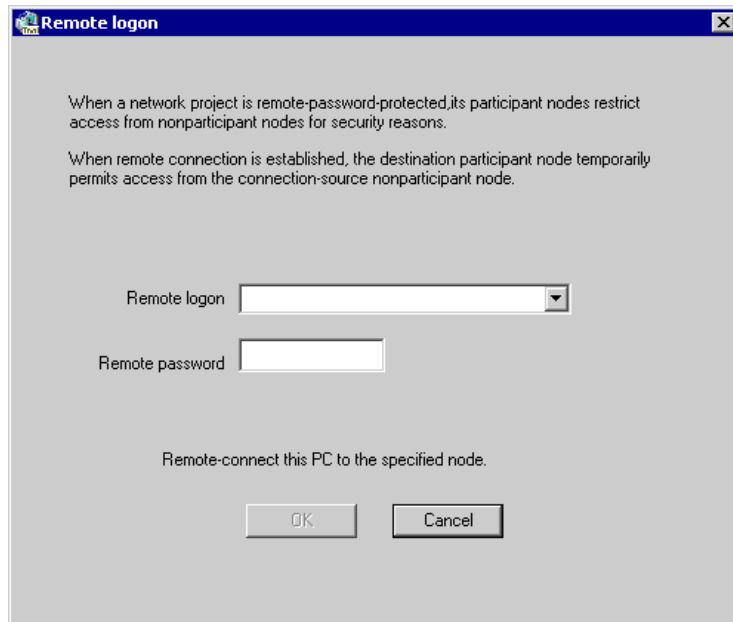 Remote logon
When a network project is remote-password-protected,its participant nodes restrict
access from nonparticipant nodes for security reasons.
When remote connection is established, the destination participant node temporarily
permits access from the connection-source nonparticipant node.
Remote logon
Remote password
Remote-connect this PC to the specified node.
OK
Cancel